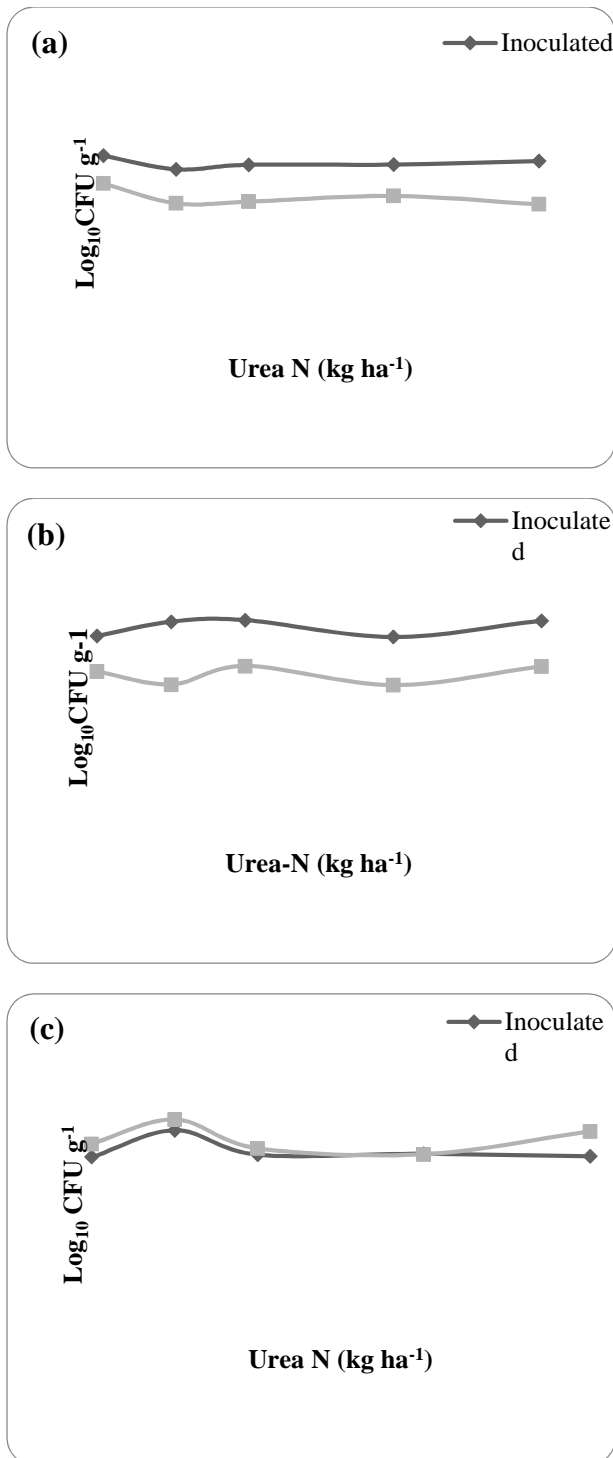 (a)
Inoculated
Log₁₀CFU g⁻¹
Urea N (kg ha⁻¹)
(b)
Inoculate
d
Log₁₀CFU g-1
Urea-N (kg ha⁻¹)
(c)
Inoculate
d
Log₁₀ CFU g⁻¹
Urea N (kg ha⁻¹)